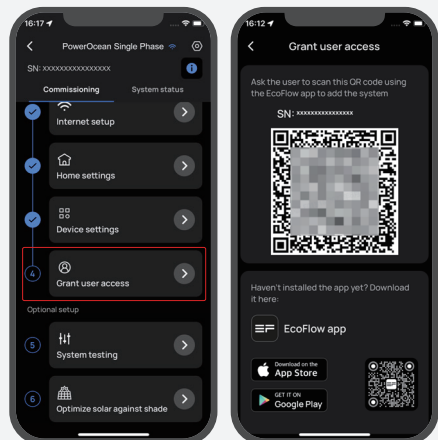 16:17
PowerOcean Single Phase
SN: xxxxxxxxxxxxxxxx
Commissioning
System status
Internet setup
Home settings
Device settings
4
Grant user access
Optional setup
5
System testing
6
Optimize solar against shade
16:12
Grant user access
Ask the user to scan this QR code using
the EcoFlow app to add the system
SN: xxxxxxxxxxxxxxxx
Haven't installed the app yet? Download
it here:
EcoFlow app
Download on the
App Store
GET IT ON
Google Play